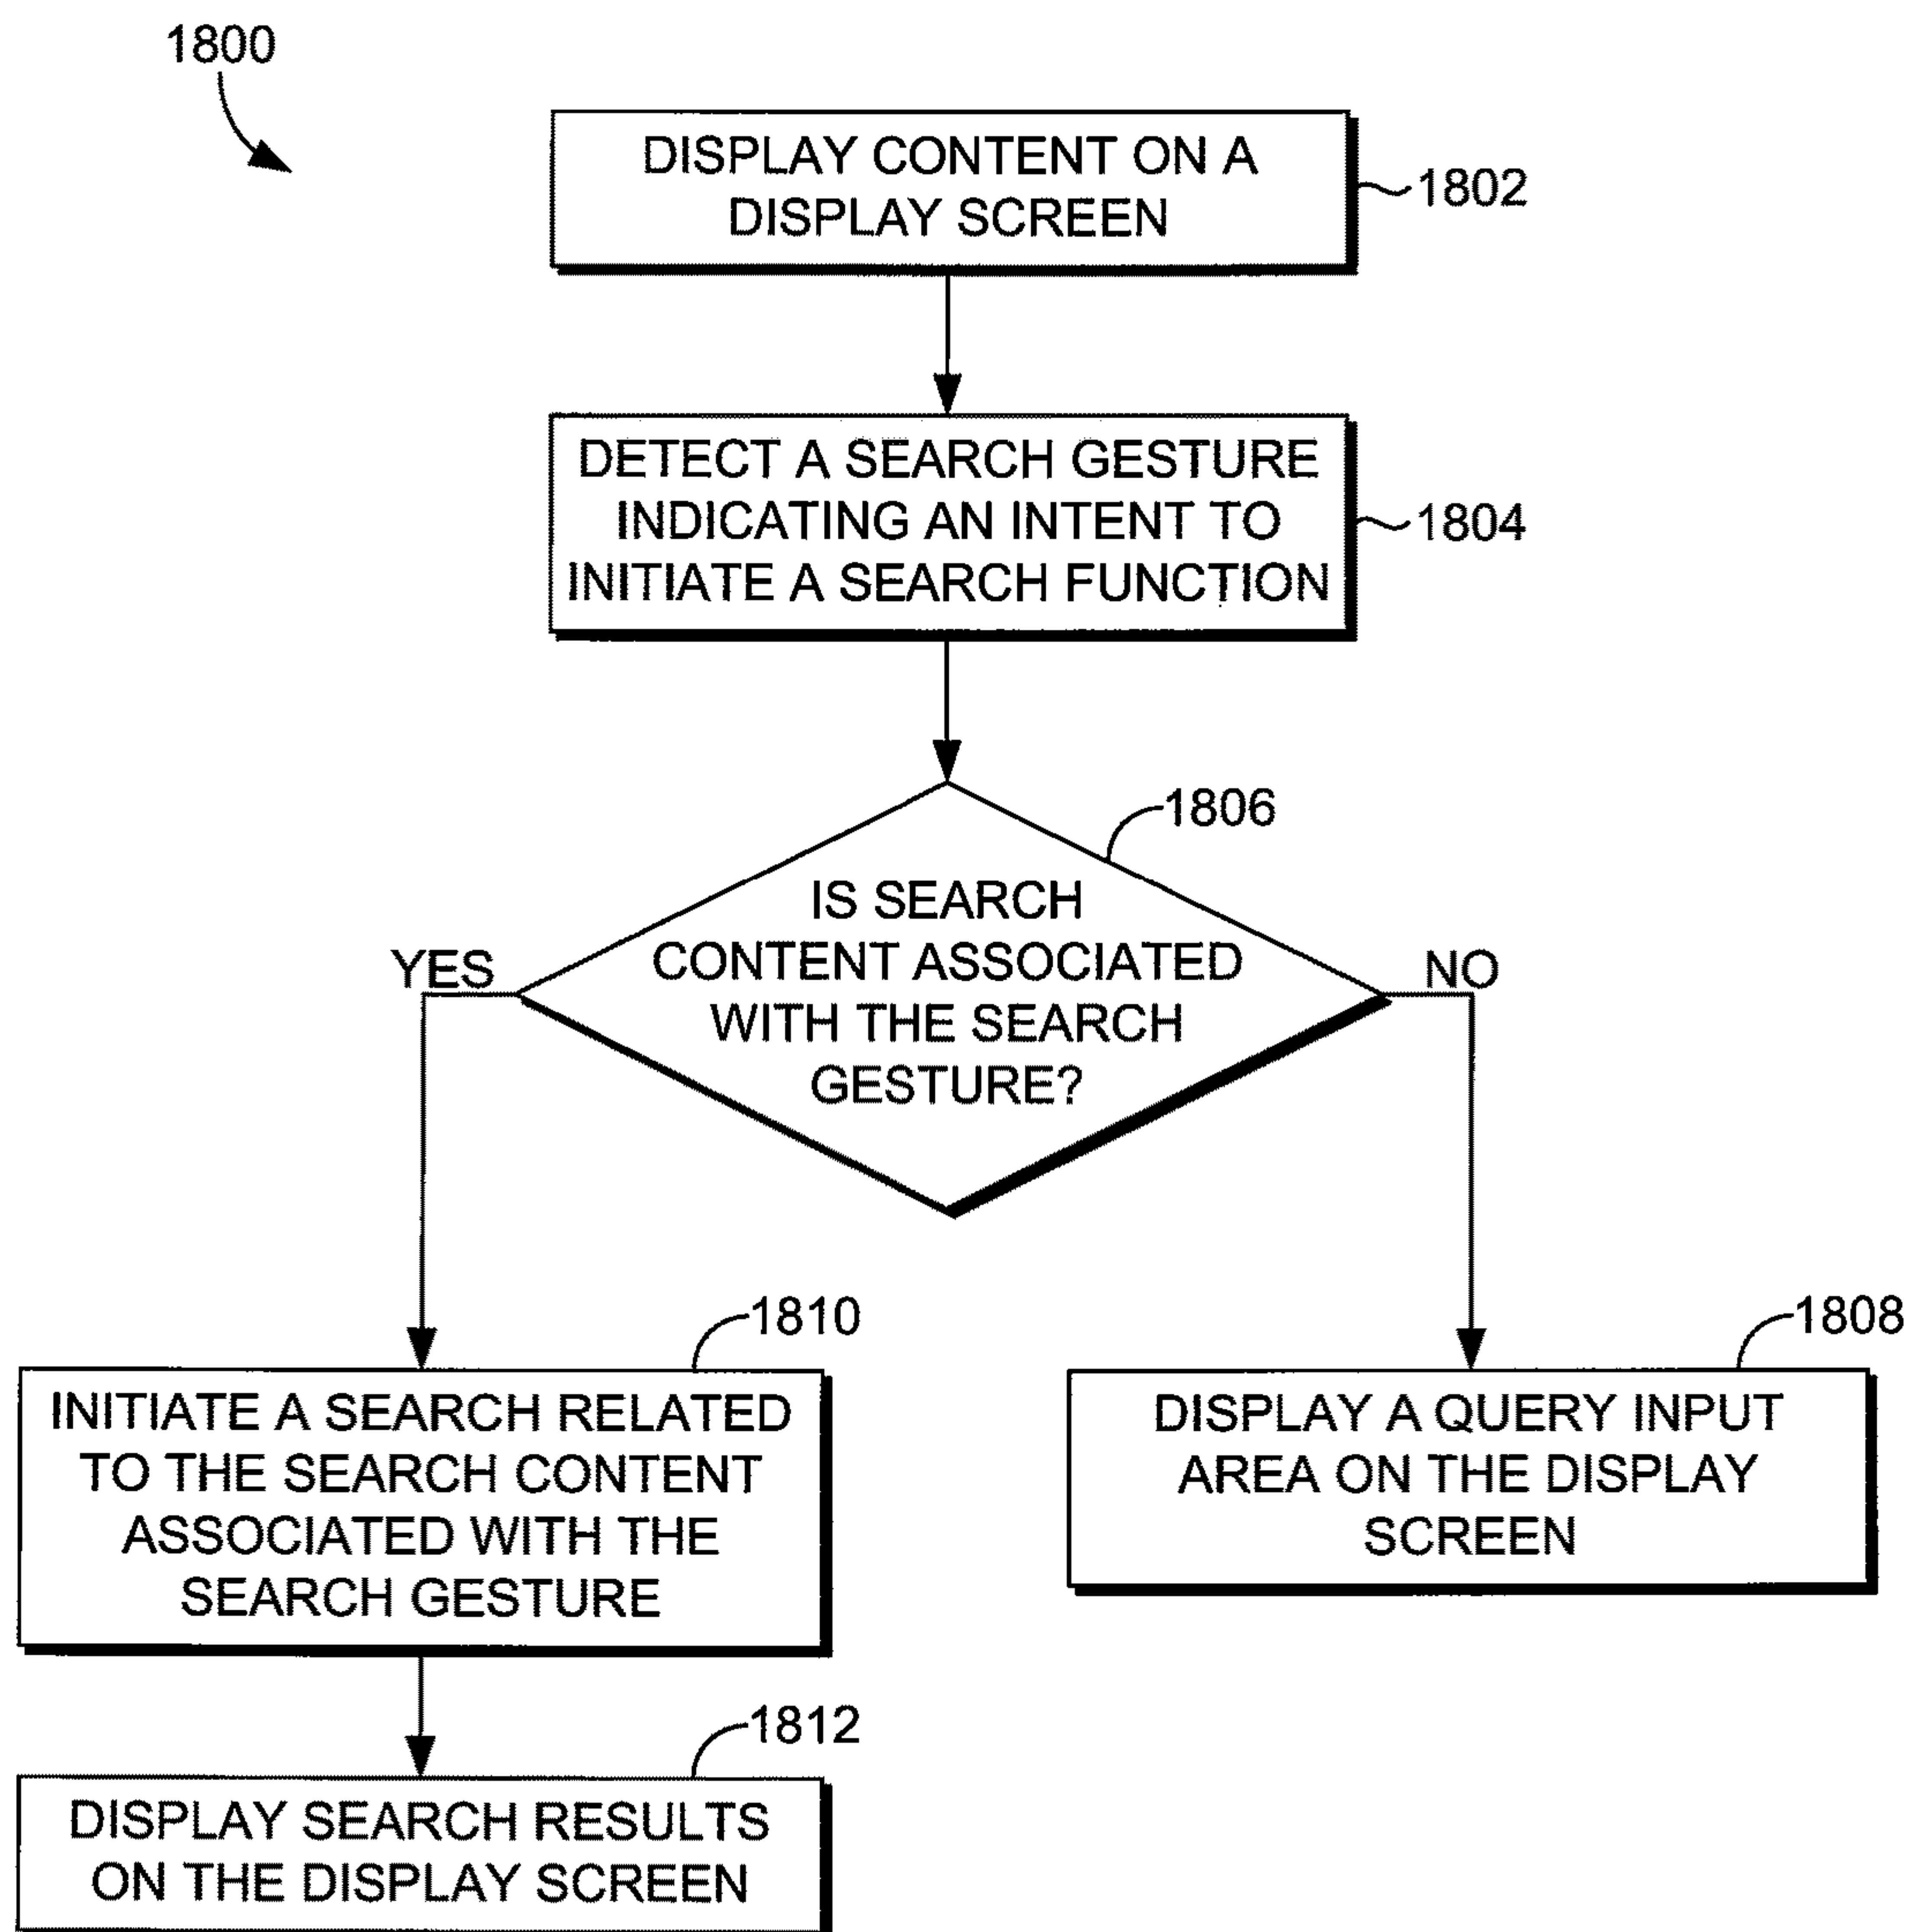 1800
DISPLAY CONTENT ON A
DISPLAY SCREEN
1802
DETECT A SEARCH GESTURE
INDICATING AN INTENT TO
INITIATE A SEARCH FUNCTION
1804
1806
IS SEARCH
CONTENT ASSOCIATED
WITH THE SEARCH
GESTURE?
YES
NO
1810
INITIATE A SEARCH RELATED
TO THE SEARCH CONTENT
ASSOCIATED WITH THE
SEARCH GESTURE
1808
DISPLAY A QUERY INPUT
AREA ON THE DISPLAY
SCREEN
1812
DISPLAY SEARCH RESULTS
ON THE DISPLAY SCREEN